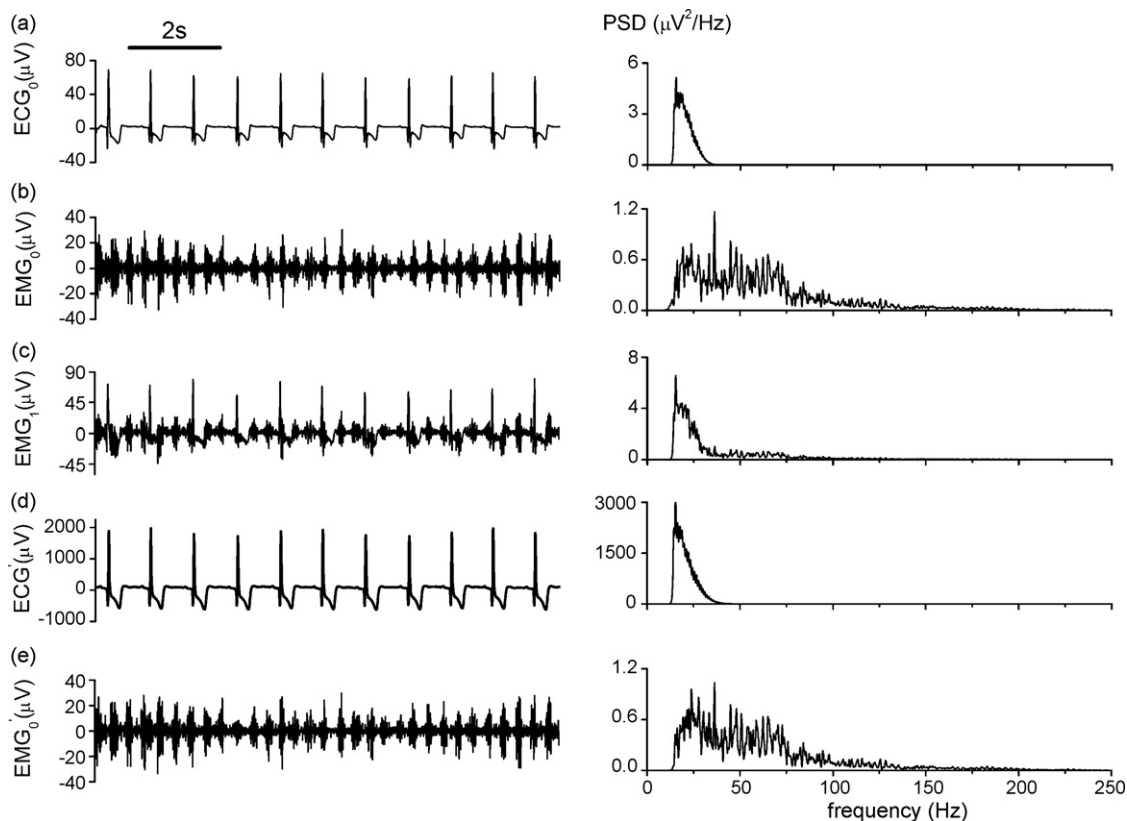 (a)
2s
PSD (μV²/Hz)
ECG₀(μV)
80
40
0
-40
6
3
0
(b)
EMG₀(μV)
40
20
0
-20
-40
1.2
0.6
0.0
(c)
EMG₁(μV)
90
45
0
-45
8
4
0
(d)
ECG'(μV)
2000
1000
0
-1000
3000
1500
0
(e)
EMG₀'(μV)
40
20
0
-20
-40
1.2
0.6
0.0
0 50 100 150 200 250
frequency (Hz)